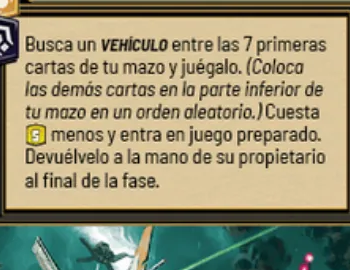 Busca un VEHÍCULO entre las 7 primeras
cartas de tu mazo y juégalo. (Coloca
las demás cartas en la parte inferior de
tu mazo en un orden aleatorio.) Cuesta
5 menos y entra en juego preparado.
Devuélvelo a la mano de su propietario
al final de la fase.